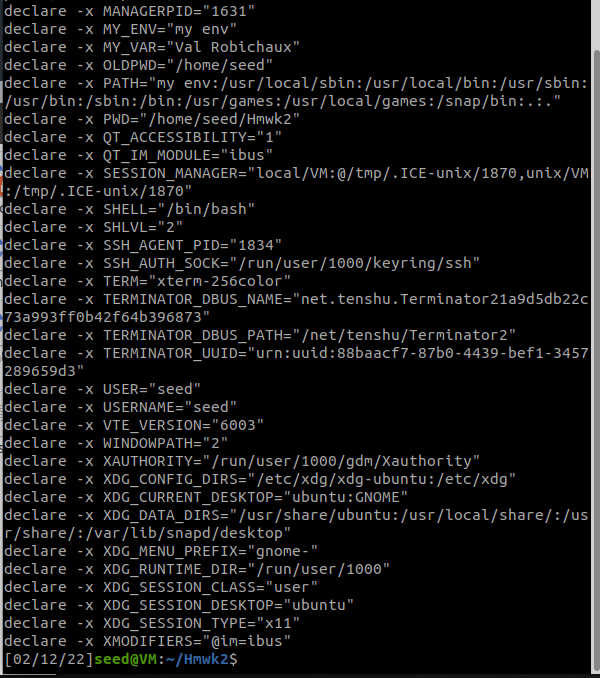 declare -x MANAGERPID="1631"
declare -x MY_ENV="my env"
declare -x MY_VAR="Val Robichaux"
declare -x OLDPWD="/home/seed"
declare -x PATH="my env:/usr/local/sbin:/usr/local/bin:/usr/sbin:
/usr/bin:/sbin:/bin:/usr/games:/usr/local/games:/snap/bin:.:."
declare -x PWD="/home/seed/Hmwk2"
declare -x QT_ACCESSIBILITY="1"
declare -x QT_IM_MODULE="ibus"
declare -x SESSION_MANAGER="local/VM:@/tmp/.ICE-unix/1870,unix/VM
:/tmp/.ICE-unix/1870"
declare -x SHELL="/bin/bash"
declare -x SHLVL="2"
declare -x SSH_AGENT_PID="1834"
declare -x SSH_AUTH_SOCK="/run/user/1000/keyring/ssh"
declare -x TERM="xterm-256color"
declare -x TERMINATOR_DBUS_NAME="net.tenshu.Terminator21a9d5db22c
73a993ff0b42f64b396873"
declare -x TERMINATOR_DBUS_PATH="/net/tenshu/Terminator2"
declare -x TERMINATOR_UUID="urn:uuid:88baacf7-87b0-4439-bef1-3457
289659d3"
declare -x USER="seed"
declare -x USERNAME="seed"
declare -x VTE_VERSION="6003"
declare -x WINDOWPATH="2"
declare -x XAUTHORITY="/run/user/1000/gdm/Xauthority"
declare -x XDG_CONFIG_DIRS="/etc/xdg/xdg-ubuntu:/etc/xdg"
declare -x XDG_CURRENT_DESKTOP="ubuntu:GNOME"
declare -x XDG_DATA_DIRS="/usr/share/ubuntu:/usr/local/share/:/us
r/share/:/var/lib/snapd/desktop"
declare -x XDG_MENU_PREFIX="gnome-"
declare -x XDG_RUNTIME_DIR="/run/user/1000"
declare -x XDG_SESSION_CLASS="user"
declare -x XDG_SESSION_DESKTOP="ubuntu"
declare -x XDG_SESSION_TYPE="x11"
declare -x XMODIFIERS="@im=ibus"
[02/12/22]seed@VM:~/Hmwk2$